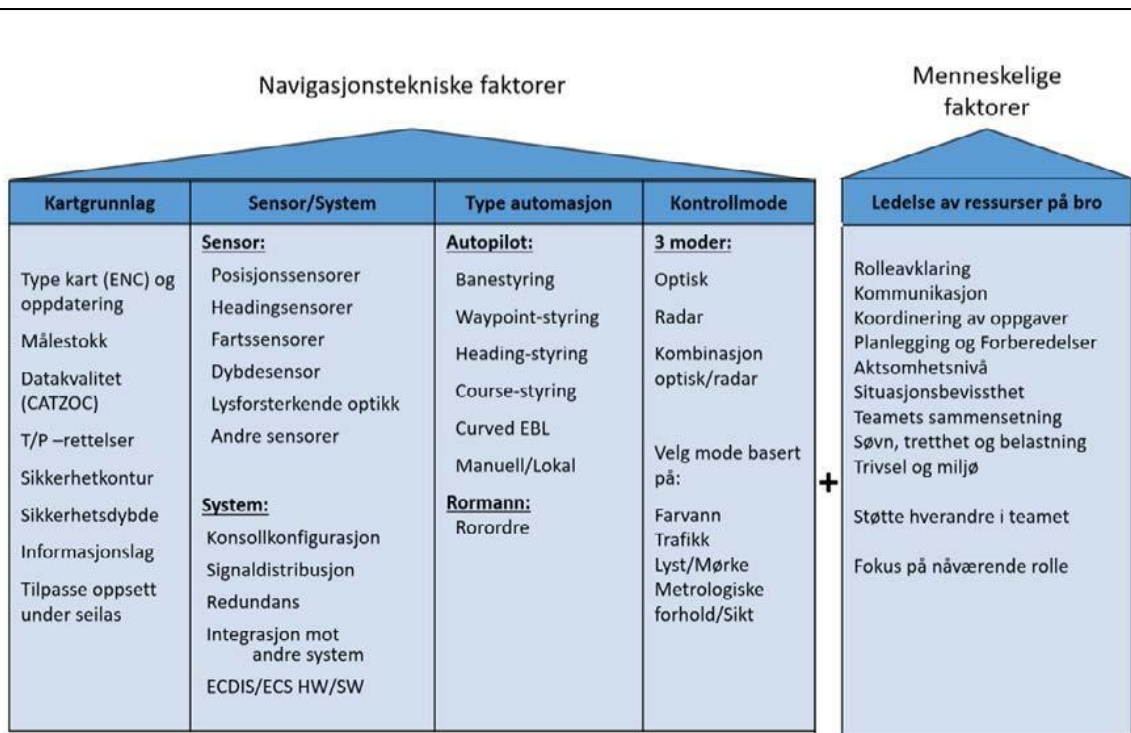 Navigasjonstekniske faktorer
Menneskelige
faktorer
Kartgrunnlag
Type kart (ENC) og
oppdatering
Målestokk
Datakvalitet
(CATZOC)
T/P –rettelser
Sikkerhetkontur
Sikkerhetsdybde
Informasjonslag
Tilpasse oppsett
under seilas
Sensor/System
Sensor:
Posisjonssensorer
Headingsensorer
Fartssensorer
Dybdesensor
Lysforsterkende optikk
Andre sensorer
System:
Konsollkonfigurasjon
Signaldistribusjon
Redundans
Integrasjon mot
andre system
ECDIS/ECS HW/SW
Type automasjon
Autopilot:
Banestyring
Waypoint-styring
Heading-styring
Course-styring
Curved EBL
Manuell/Lokal
Rormann:
Rorordre
Kontrollmode
3 moder:
Optisk
Radar
Kombinasjon
optisk/radar
Velg mode basert
på:
Farvann
Trafikk
Lyst/Mørke
Metrologiske
forhold/Sikt
+
Ledelse av ressurser på bro
Rolleavklaring
Kommunikasjon
Koordinering av oppgaver
Planlegging og Forberedelser
Aktsomhetsnivå
Situasjonsbevissthet
Teamets sammensetning
Søvn, tretthet og belastning
Trivsel og miljø
Støtte hverandre i teamet
Fokus på nåværende rolle